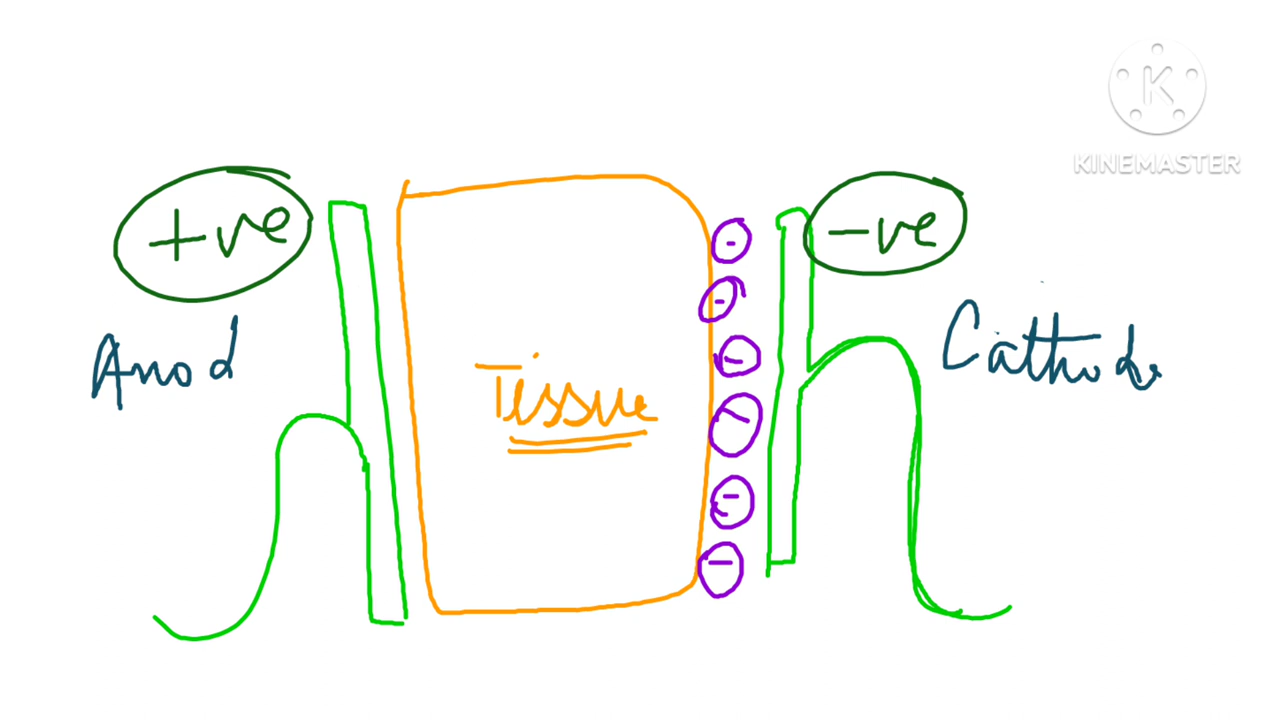 KINEMASTER
+ve
-ve
Anod
Cathode
Tissue
-
-
-
-
-
-